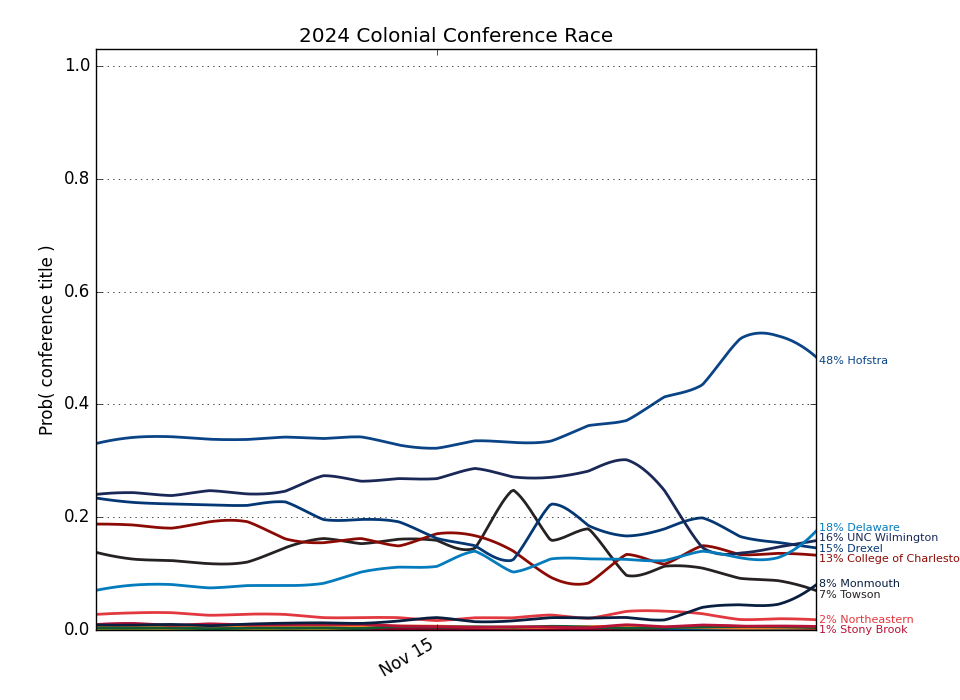 2024 Colonial Conference Race
Prob( conference title )
1.0
0.8
0.6
0.4
0.2
0.0
Nov 15
48% Hofstra
18% Delaware
16% UNC Wilmington
15% Drexel
13% College of Charlesto
8% Monmouth
7% Towson
2% Northeastern
1% Stony Brook